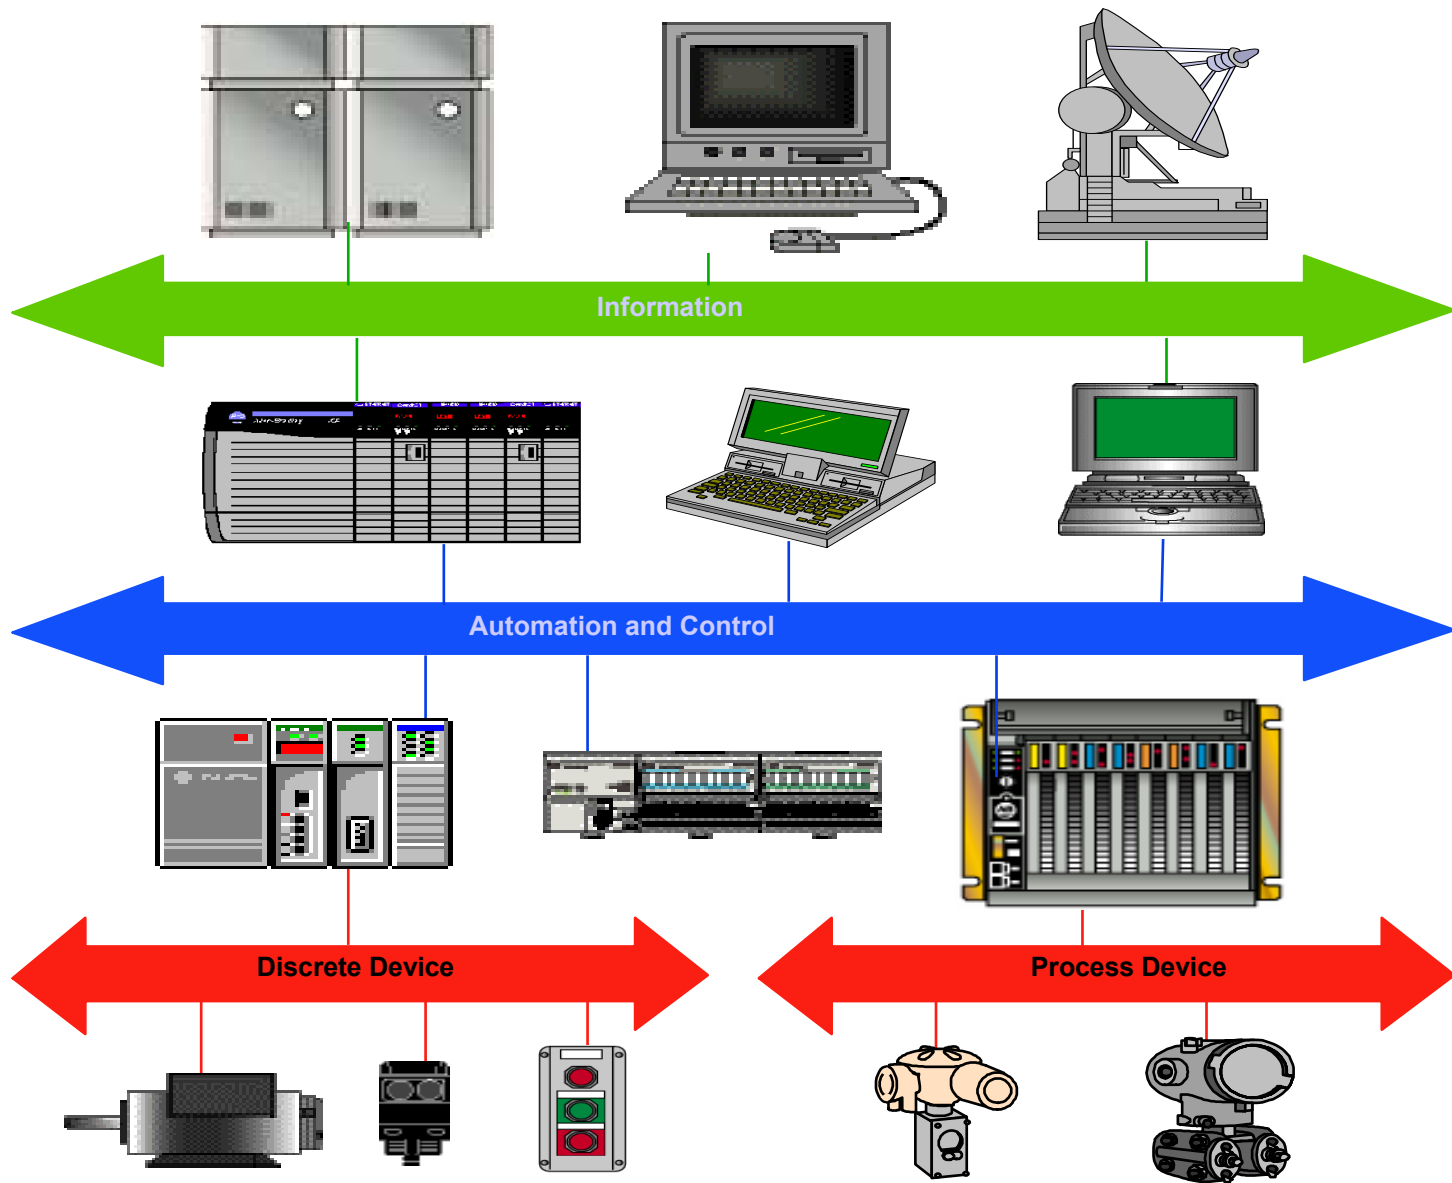 Information
Automation and Control
Discrete Device
Process Device